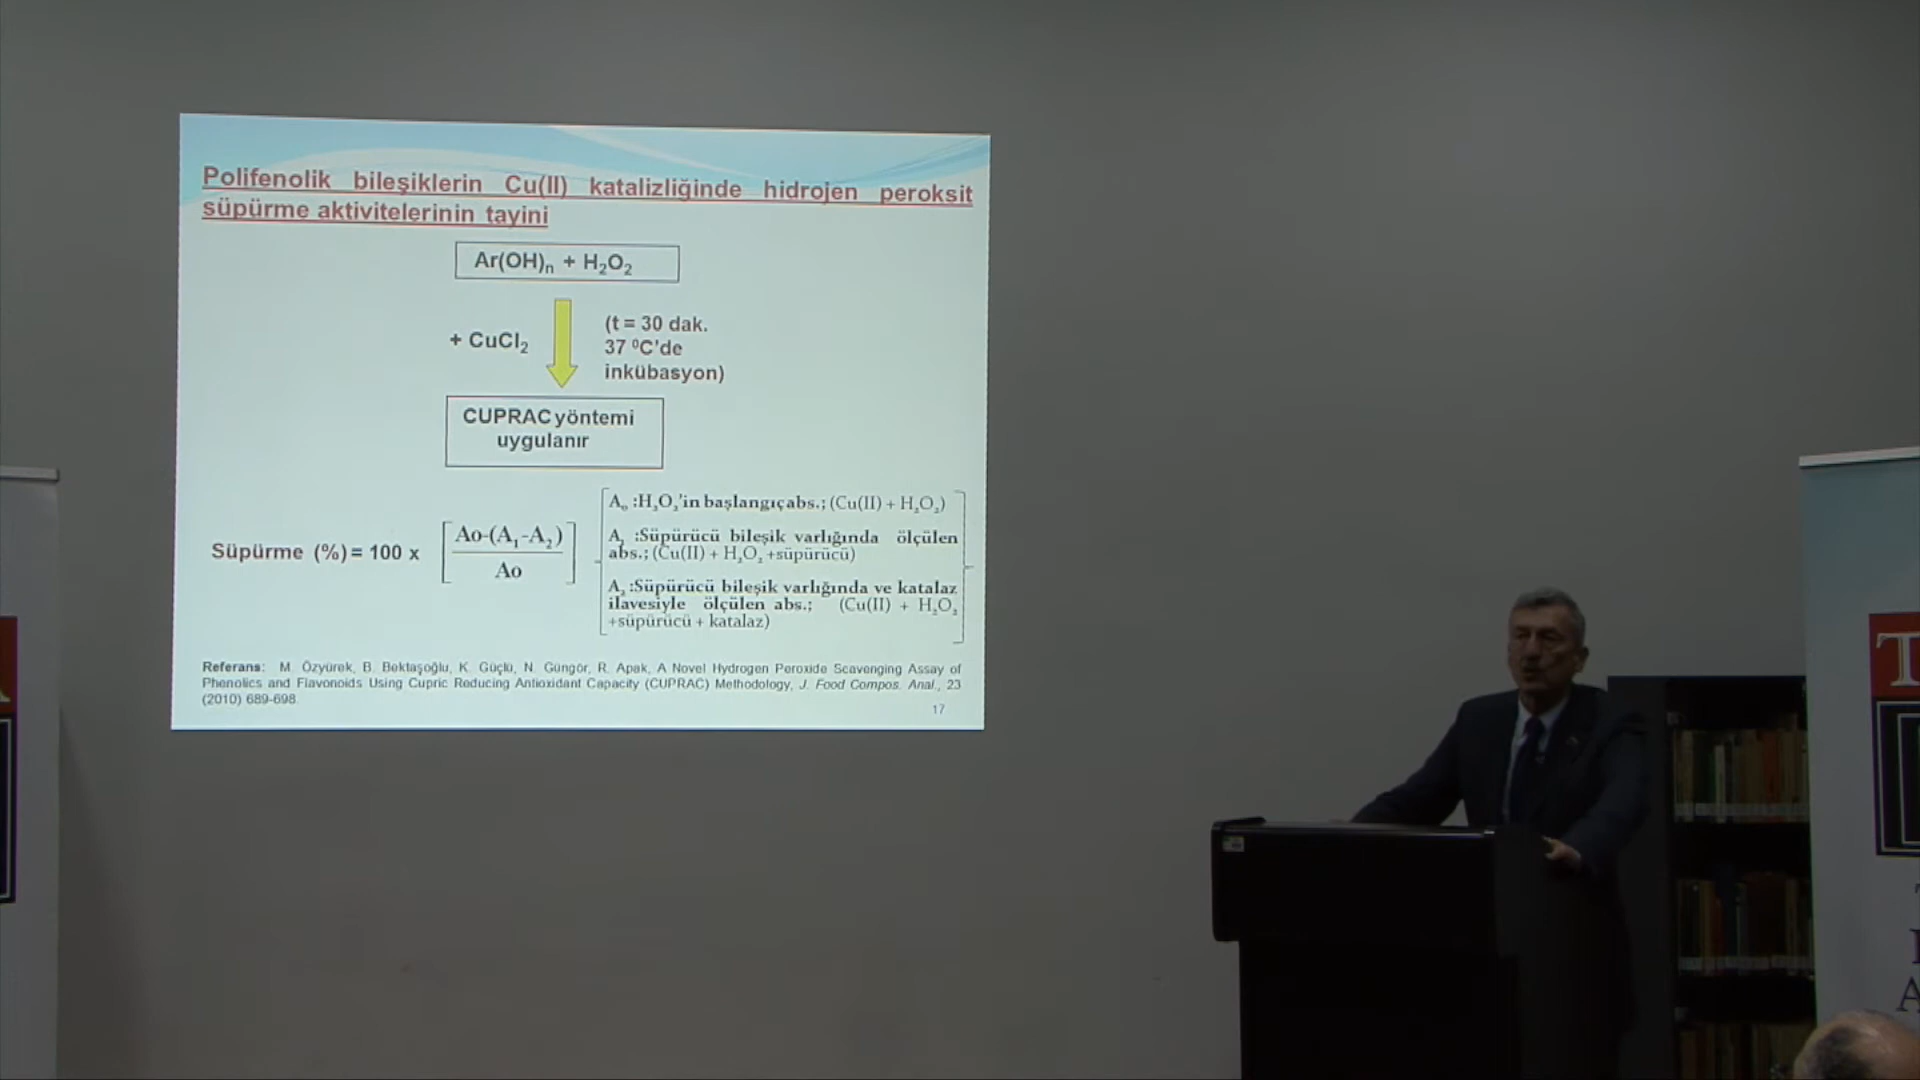 Polifenolik bileşiklerin Cu(II) katalizliğinde hidrojen peroksit
süpürme aktivitelerinin tayini
Ar(OH)n + H2O2
+ CuCl2
(t = 30 dak.
37 ⁰C'de
inkübasyon)
CUPRAC yöntemi
uygulanır
Süpürme (%) = 100 x [Ao-(A1-A2) / Ao]
A0 :H2O2'in başlangıç abs.; (Cu(II) + H2O2)
A1 :Süpürücü bileşik varlığında ölçülen
abs.; (Cu(II) + H2O2 +süpürücü)
A2 :Süpürücü bileşik varlığında ve katalaz
ilavesiyle ölçülen abs.; (Cu(II) + H2O2
+süpürücü + katalaz)
Referans: M. Özyürek, B. Bektaşoğlu, K. Güçlü, N. Güngör, R. Apak, A Novel Hydrogen Peroxide Scavenging Assay of
Phenolics and Flavonoids Using Cupric Reducing Antioxidant Capacity (CUPRAC) Methodology, J. Food Compos. Anal., 23
(2010) 689-698.
17